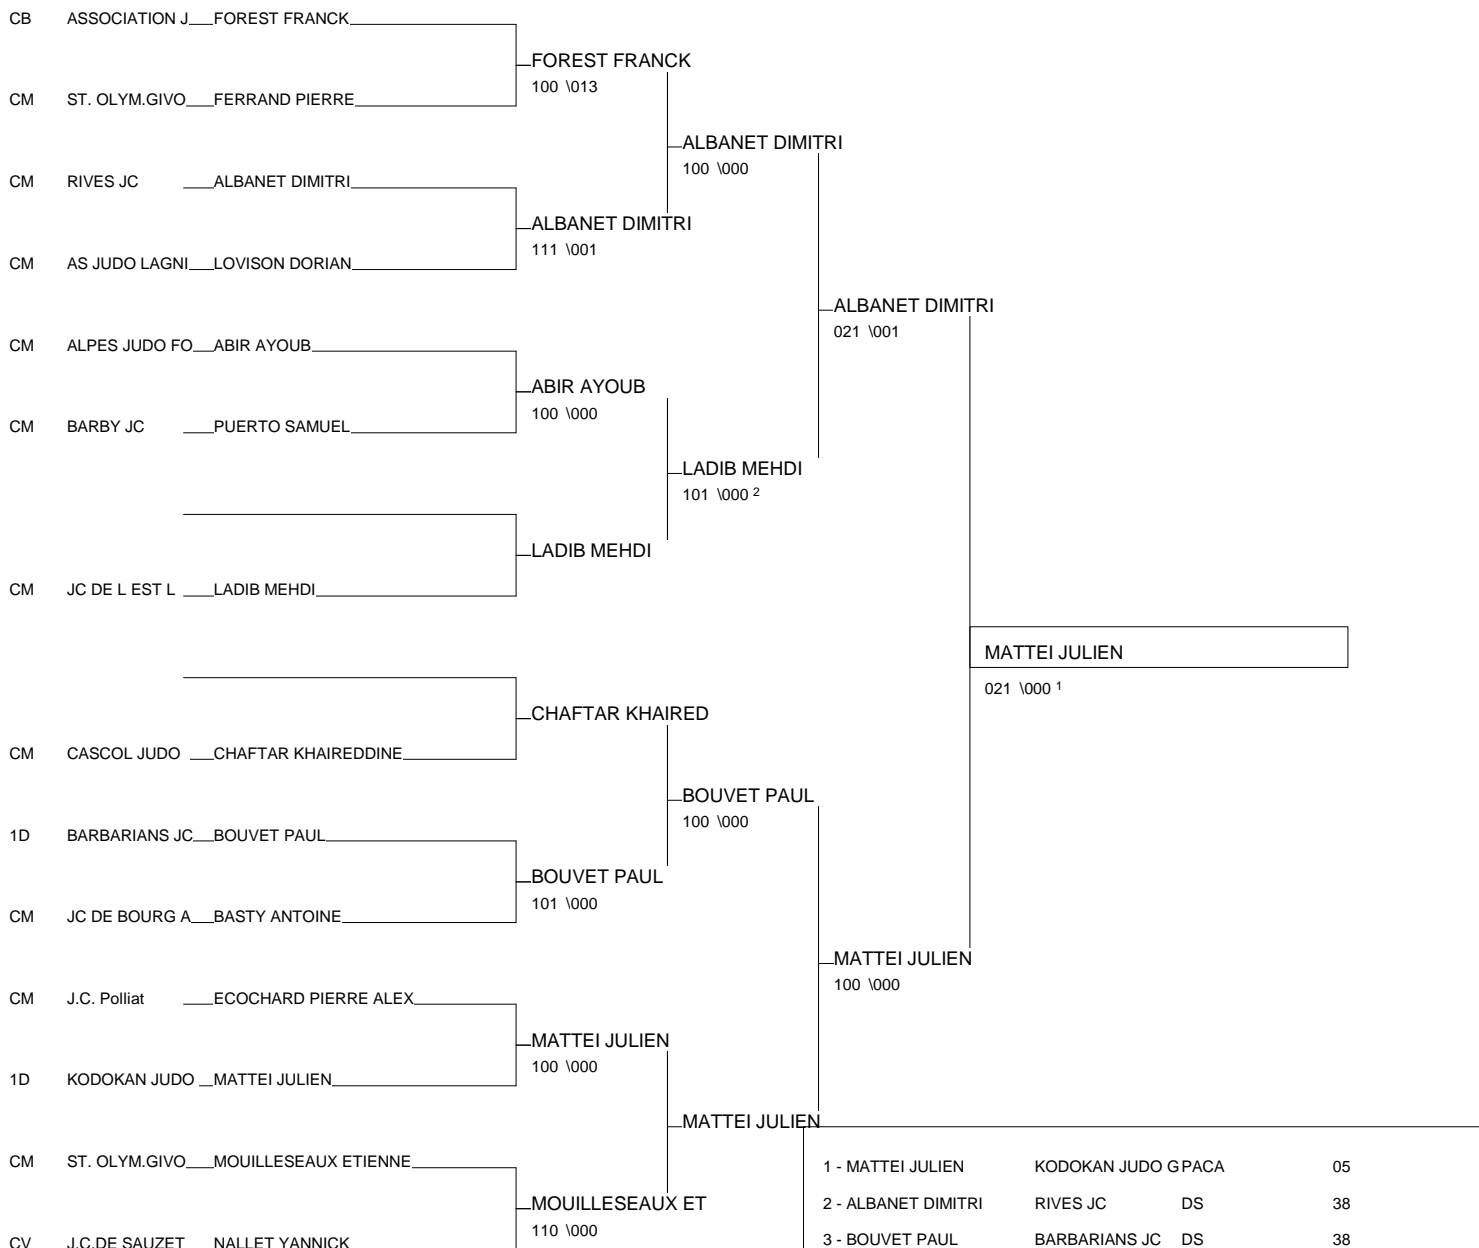 CB ASSOCIATION J FOREST FRANCK
FOREST FRANCK
100 \013
CM ST. OLYM.GIVO FERRAND PIERRE
ALBANET DIMITRI
100 \000
CM RIVES JC ALBANET DIMITRI
ALBANET DIMITRI
111 \001
CM AS JUDO LAGNI LOVISON DORIAN
ALBANET DIMITRI
021 \001
CM ALPES JUDO FO ABIR AYOUB
ABIR AYOUB
100 \000
CM BARBY JC PUERTO SAMUEL
LADIB MEHDI
101 \000 2
LADIB MEHDI
CM JC DE L EST L LADIB MEHDI
MATTEI JULIEN
021 \000 1
CHAFTAR KHAIRED
CM CASCOL JUDO CHAFTAR KHAIREDDINE
BOUVET PAUL
100 \000
1D BARBARIANS JC BOUVET PAUL
BOUVET PAUL
101 \000
CM JC DE BOURG A BASTY ANTOINE
MATTEI JULIEN
100 \000
CM J.C. Polliat ECOCHARD PIERRE ALEX
MATTEI JULIEN
100 \000
1D KODOKAN JUDO MATTEI JULIEN
MATTEI JULIEN
CM ST. OLYM.GIVO MOUILLESEAUX ETIENNE
1 - MATTEI JULIEN KODOKAN JUDO G PACA 05
MOUILLESEAUX ET
110 \000
2 - ALBANET DIMITRI RIVES JC DS 38
CV J.C.DE SAUZET NALLET YANNICK
3 - BOUVET PAUL BARBARIANS JC DS 38